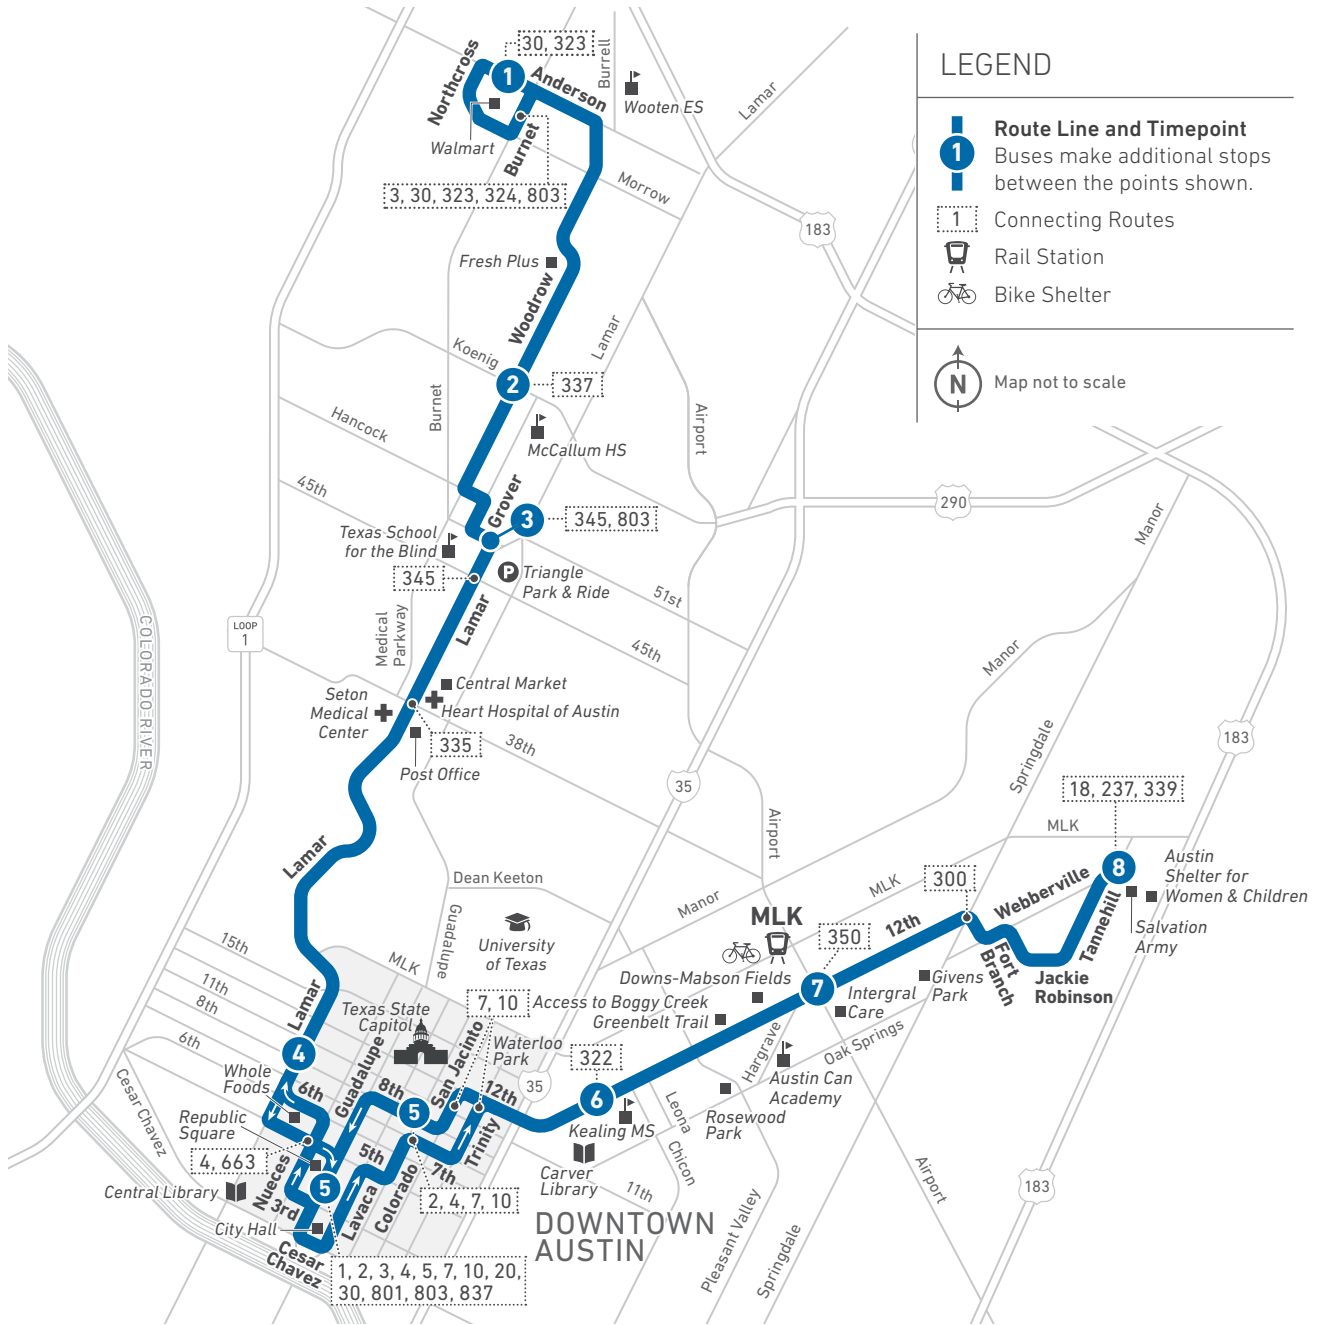 30, 323
1
Northcross
Anderson
Burrell
Wooten ES
Walmart
Burnet
Lamar
3, 30, 323, 324, 803
Morrow
183
Fresh Plus
Woodrow
Lamar
Koenig
2
337
Burnet
Hancock
Airport
McCallum HS
45th
Grover
3
345, 803
290
Manor
Texas School
for the Blind
345
P
Triangle
Park & Ride
51st
COLORADO RIVER
LOOP
1
Medical
Parkway
Lamar
45th
Manor
Central Market
Seton
Medical
Center
Heart Hospital of Austin
335
38th
Post Office
183
Springdale
35
18, 237, 339
Airport
MLK
Lamar
Dean Keeton
MLK
300
8
Webberville
Austin
Shelter for
Women & Children
Guadalupe
Manor
MLK
12th
Tannehill
Salvation
Army
15th
University
of Texas
350
MLK
Fort
Branch
Jackie
Robinson
11th
8th
Lamar
Texas State
Capitol
7, 10
Downs-Mabson Fields
7
Givens
Park
Access to Boggy Creek
Greenbelt Trail
Intergral
Care
6th
4
Guadalupe
San Jacinto
Waterloo
Park
322
Hargrave
Oak Springs
Whole
Foods
6th
8th
12th
35
6
Austin Can
Academy
Cesar Chavez
Republic
Square
5
Kealing MS
Leona
Rosewood
Park
4, 663
5th
7th
Trinity
Carver
Library
Chicon
Airport
Central Library
Nueces
5
Lavaca
Colorado
2, 4, 7, 10
11th
183
3rd
City Hall
Cesar
Chavez
DOWNTOWN
AUSTIN
Pleasant Valley
Springdale
1, 2, 3, 4, 5, 7, 10, 20,
30, 801, 803, 837
LEGEND
1
Route Line and Timepoint
Buses make additional stops
between the points shown.
1
Connecting Routes
Rail Station
Bike Shelter
N
Map not to scale